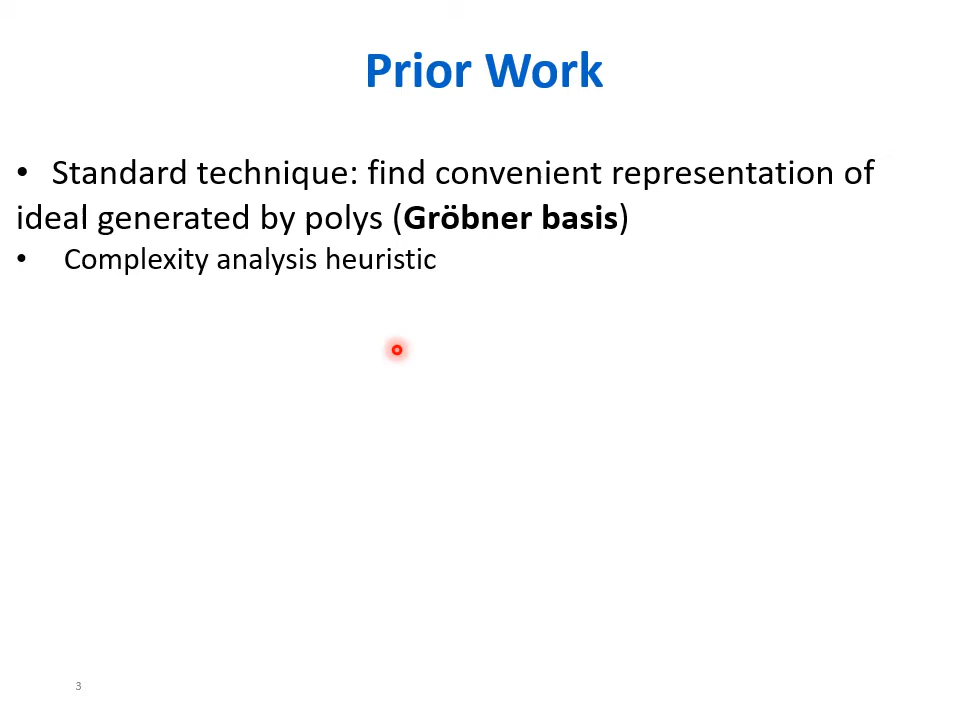 Prior Work
• Standard technique: find convenient representation of
ideal generated by polys (Gröbner basis)
• Complexity analysis heuristic
3